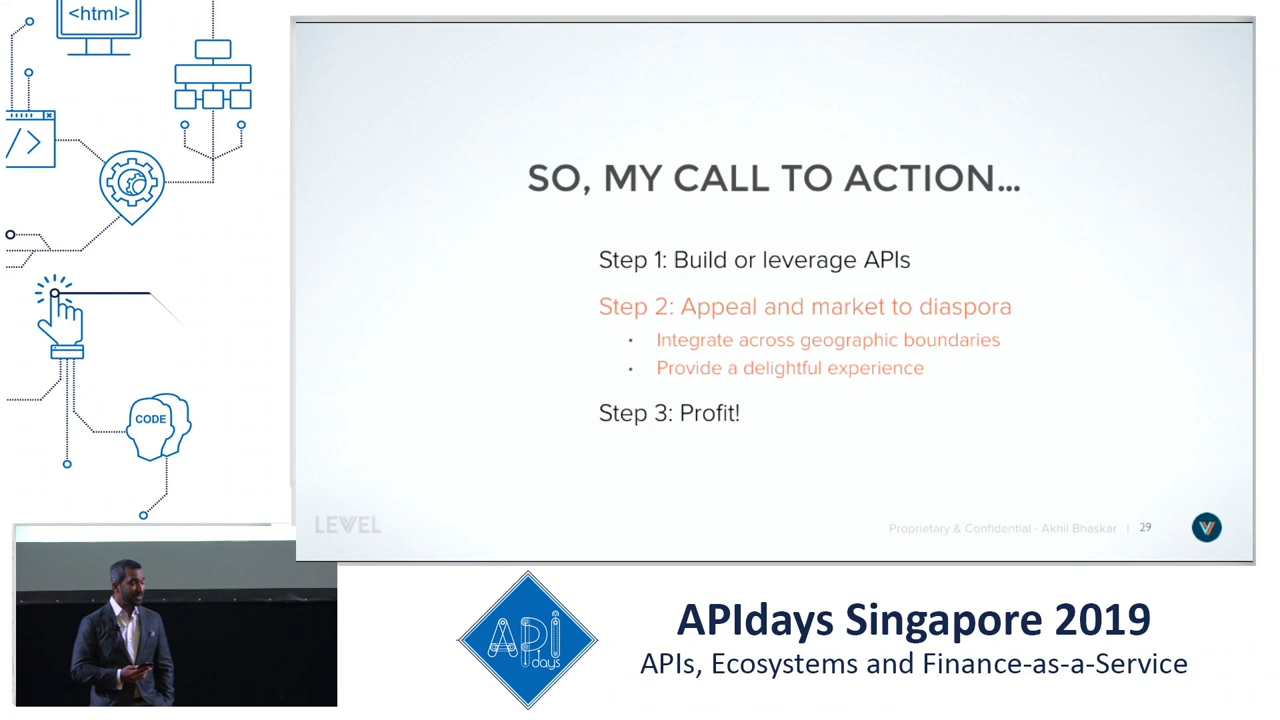 <html>
</>
CODE
SO, MY CALL TO ACTION...
Step 1: Build or leverage APIs
Step 2: Appeal and market to diaspora
• Integrate across geographic boundaries
• Provide a delightful experience
Step 3: Profit!
LEVEL
Proprietary & Confidential - Akhil Bhaskar | 29
API
days
APIdays Singapore 2019
APIs, Ecosystems and Finance-as-a-Service